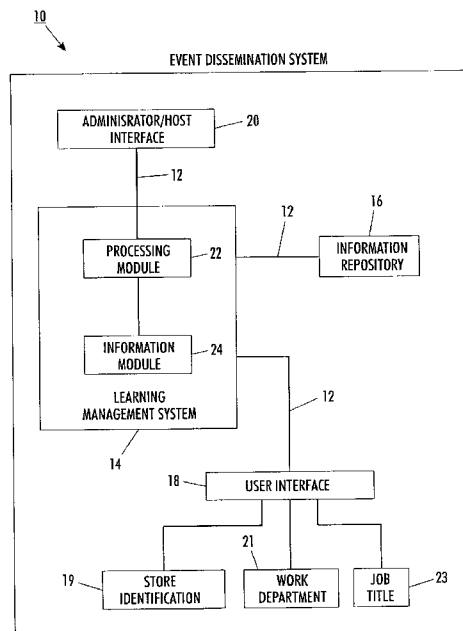 10
EVENT DISSEMINATION SYSTEM
ADMINISRATOR/HOST
INTERFACE
20
12
16
12
PROCESSING
MODULE
22
INFORMATION
REPOSITORY
INFORMATION
MODULE
24
LEARNING
MANAGEMENT SYSTEM
12
14
18
USER INTERFACE
21
19
STORE
IDENTIFICATION
WORK
DEPARTMENT
JOB
TITLE
23